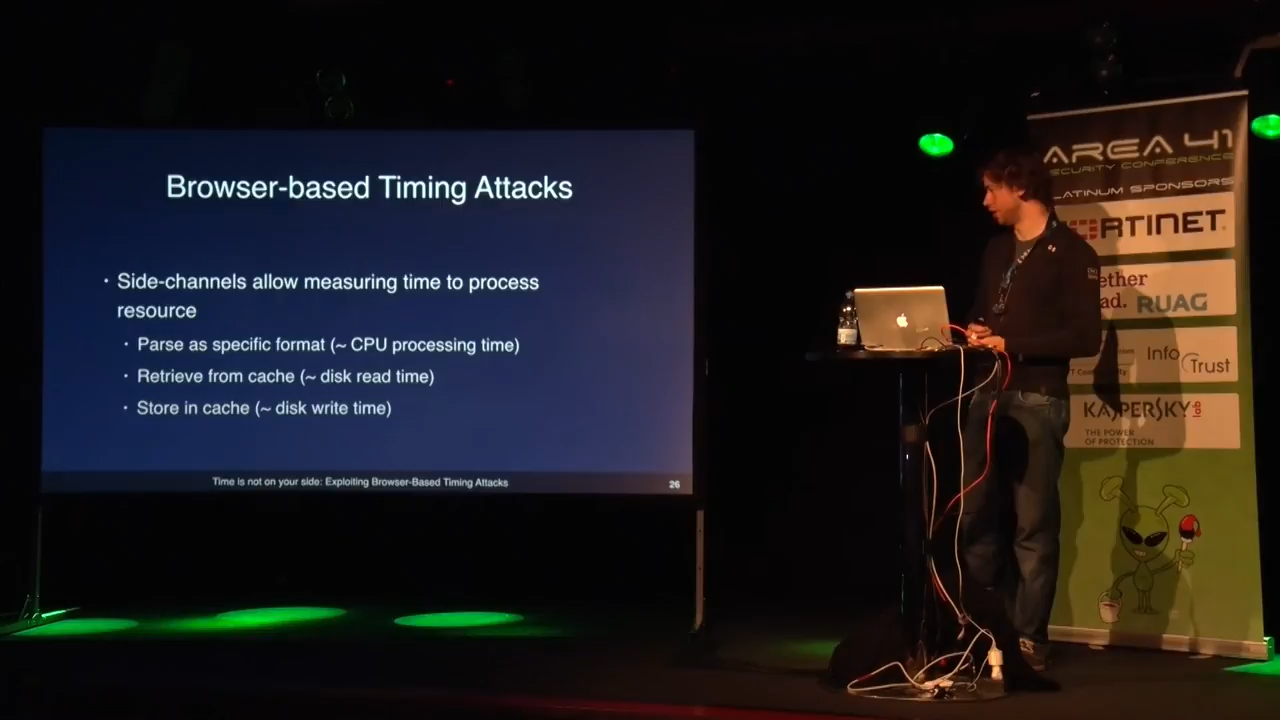 Browser-based Timing Attacks
· Side-channels allow measuring time to process
resource
· Parse as specific format (~ CPU processing time)
· Retrieve from cache (~ disk read time)
· Store in cache (~ disk write time)
Time is not on your side: Exploiting Browser-Based Timing Attacks
26
AREA 41
SECURITY CONFERENCE
PLATINUM SPONSORS
RTINET
ether
ad. RUAG
Info
Trust
KASPERSKY lab
THE POWER
OF PROTECTION